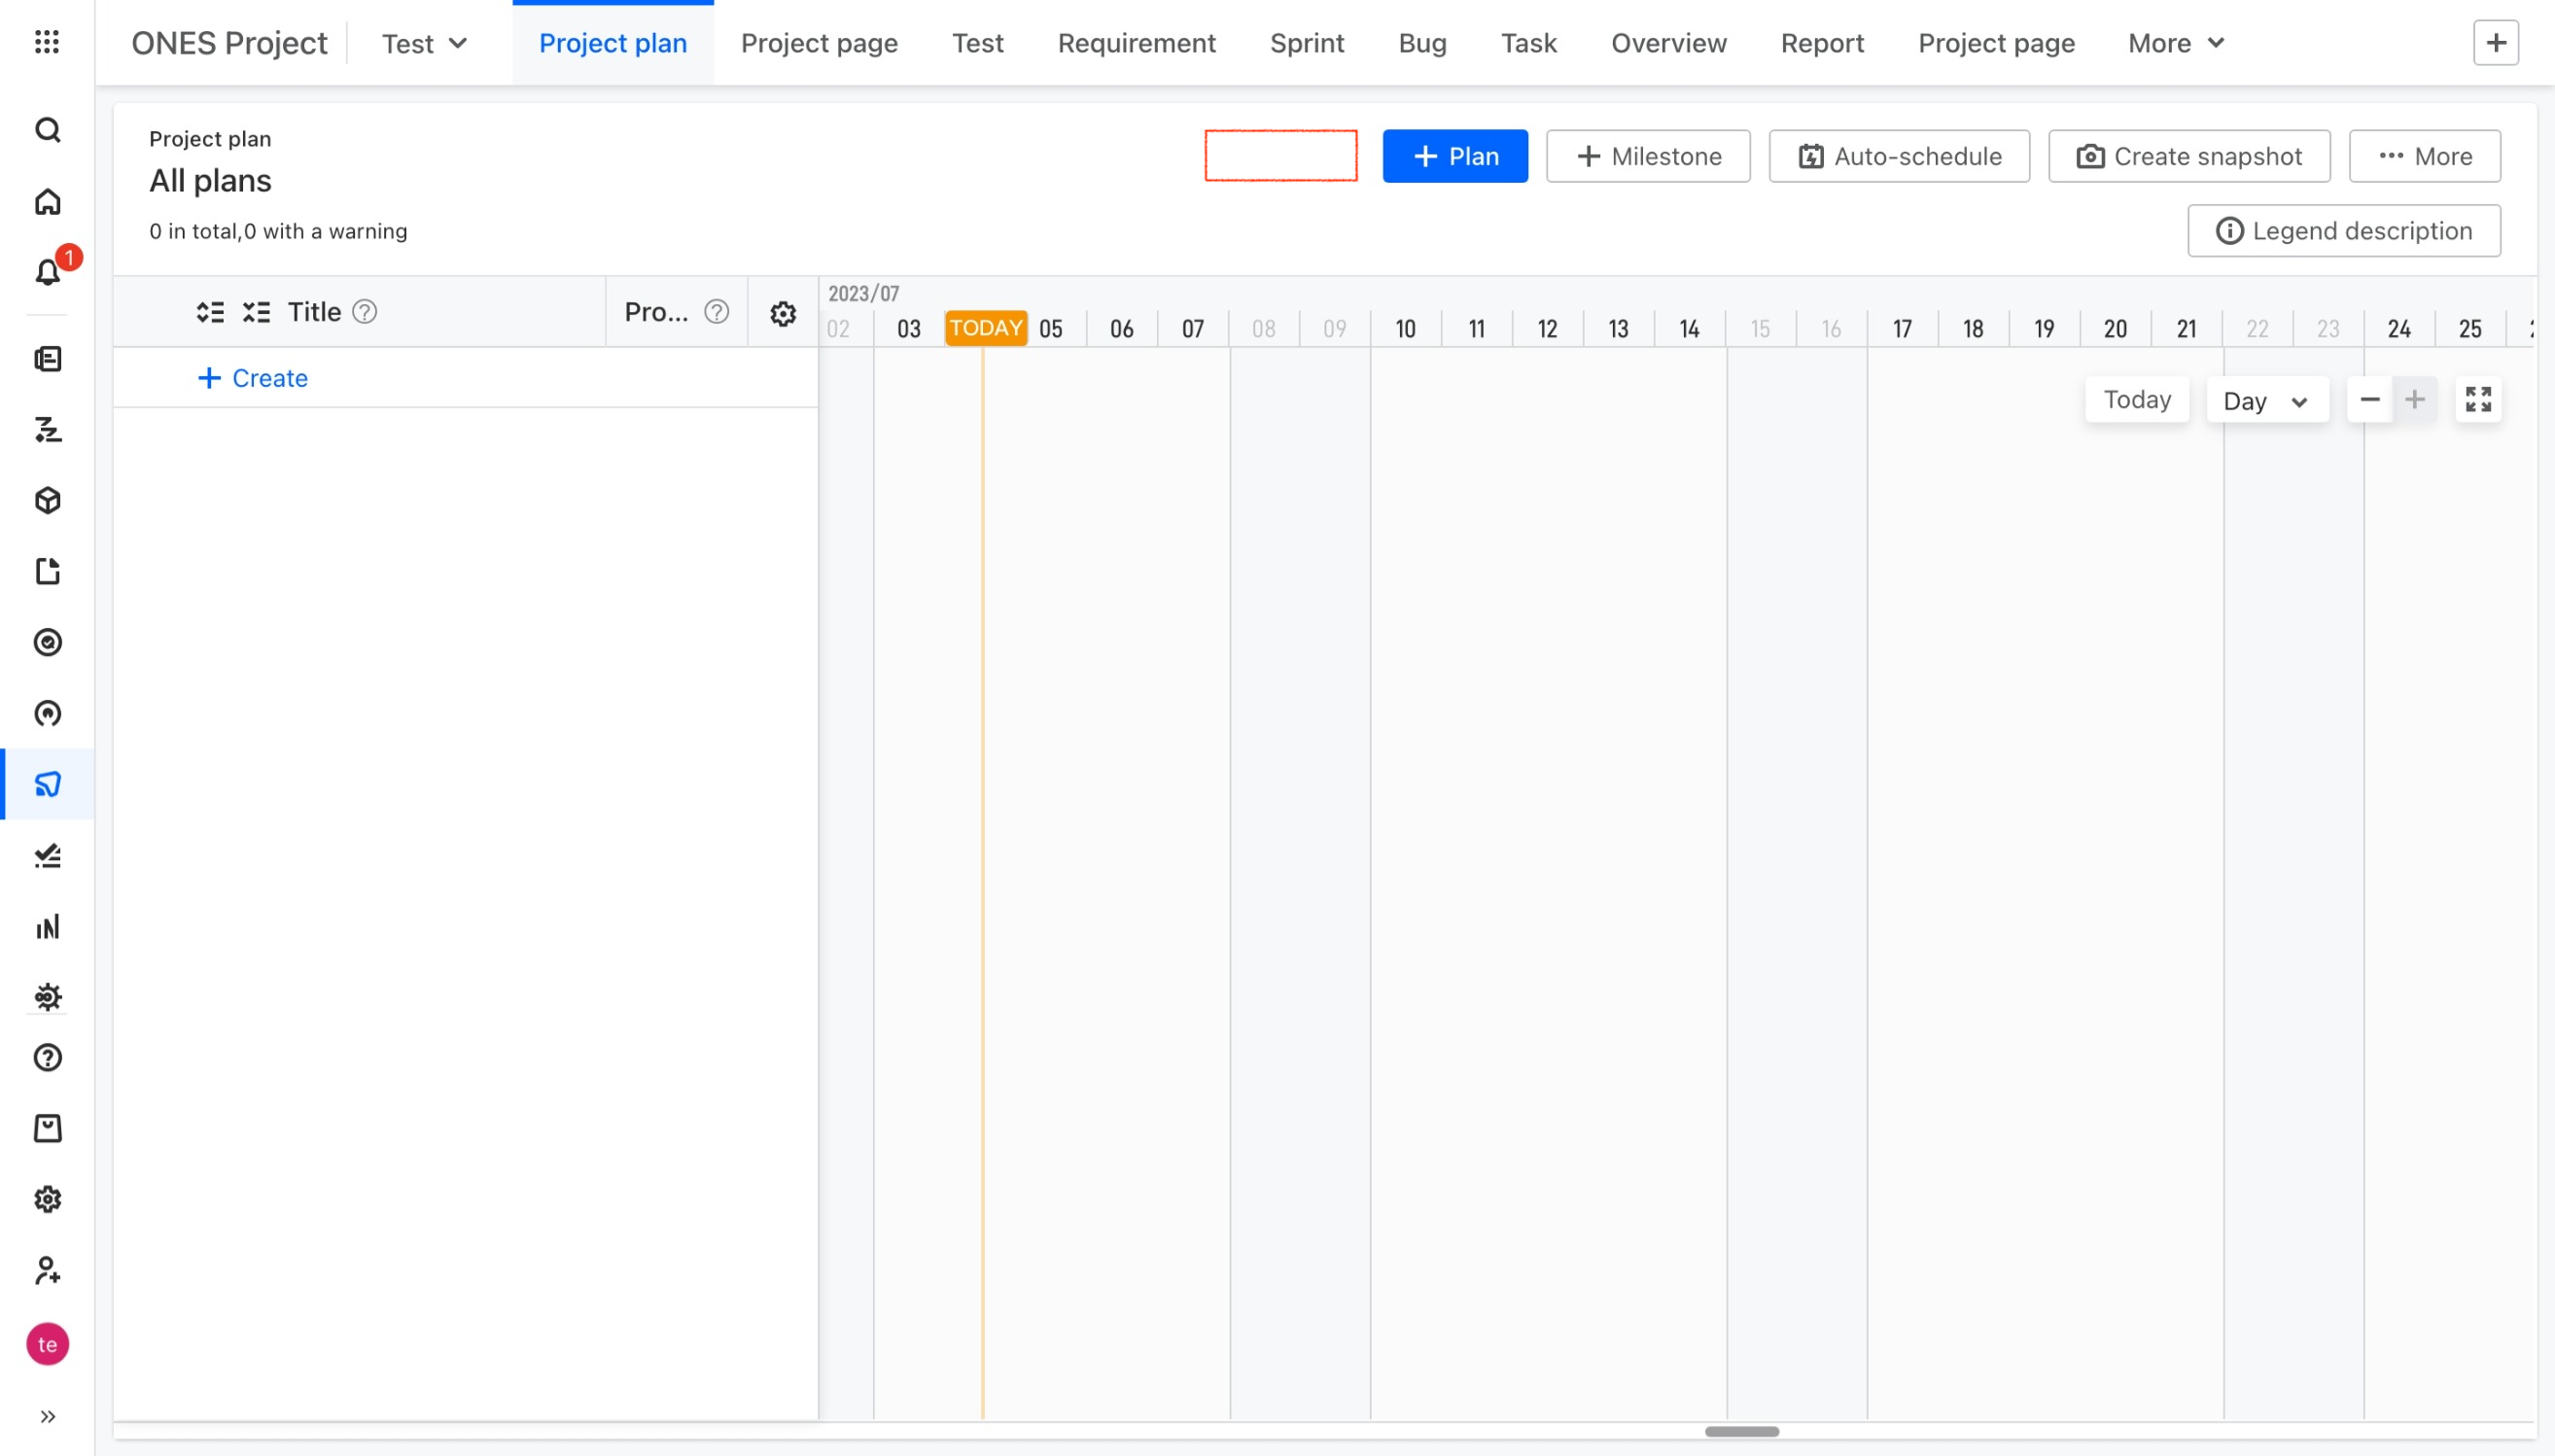 ONES Project
Test
Project plan
Project page
Test
Requirement
Sprint
Bug
Task
Overview
Report
Project page
More
Project plan
All plans
0 in total,0 with a warning
Plan
Milestone
Auto-schedule
Create snapshot
More
Legend description
1
Title
Pro...
2023/07
02 03 TODAY 05 06 07 08 09 10 11 12 13 14 15 16 17 18 19 20 21 22 23 24 25
Create
Today
Day
te